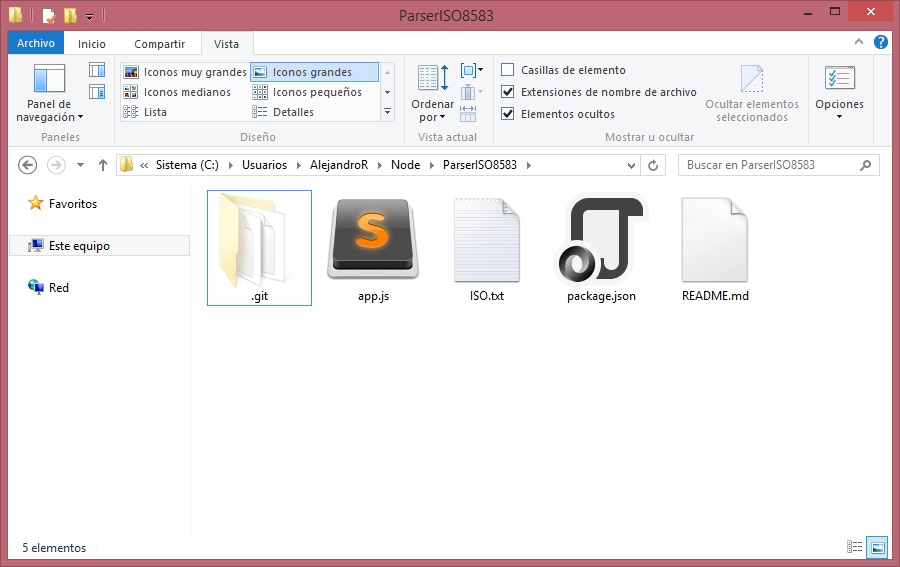 ParserISO8583
Archivo Inicio Compartir Vista
Panel de navegación
Paneles
Iconos muy grandes Iconos grandes
Iconos medianos Iconos pequeños
Lista Detalles
Diseño
Ordenar por
Vista actual
Casillas de elemento
Extensiones de nombre de archivo
Elementos ocultos
Ocultar elementos seleccionados
Mostrar u ocultar
Opciones
« Sistema (C:) Usuarios AlejandroR Node ParserISO8583
Buscar en ParserISO8583
Favoritos
Este equipo
Red
.git app.js ISO.txt package.json README.md
5 elementos